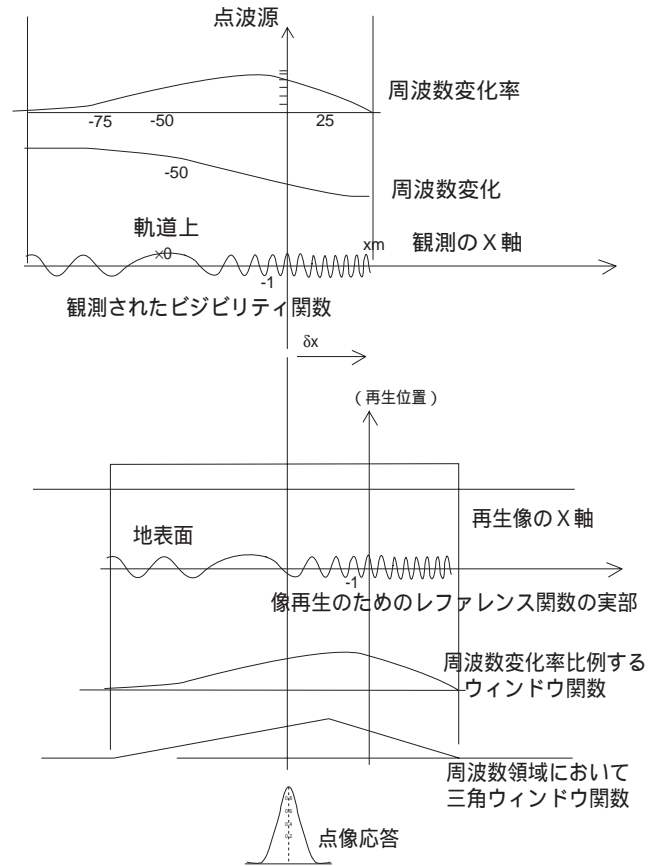 点波源
周波数変化率
-75
-50
25
-50
周波数変化
軌道上
x0
xm
観測のX軸
-1
観測されたビジビリティ関数
δx
(再生位置)
再生像のX軸
地表面
-1
像再生のためのレファレンス関数の実部
周波数変化率比例する
ウィンドウ関数
周波数領域において
三角ウィンドウ関数
点像応答